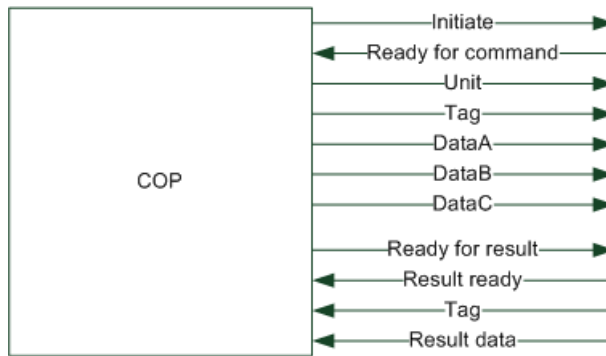 Initiate
Ready for command
Unit
Tag
DataA
COP
DataB
DataC
Ready for result
Result ready
Tag
Result data